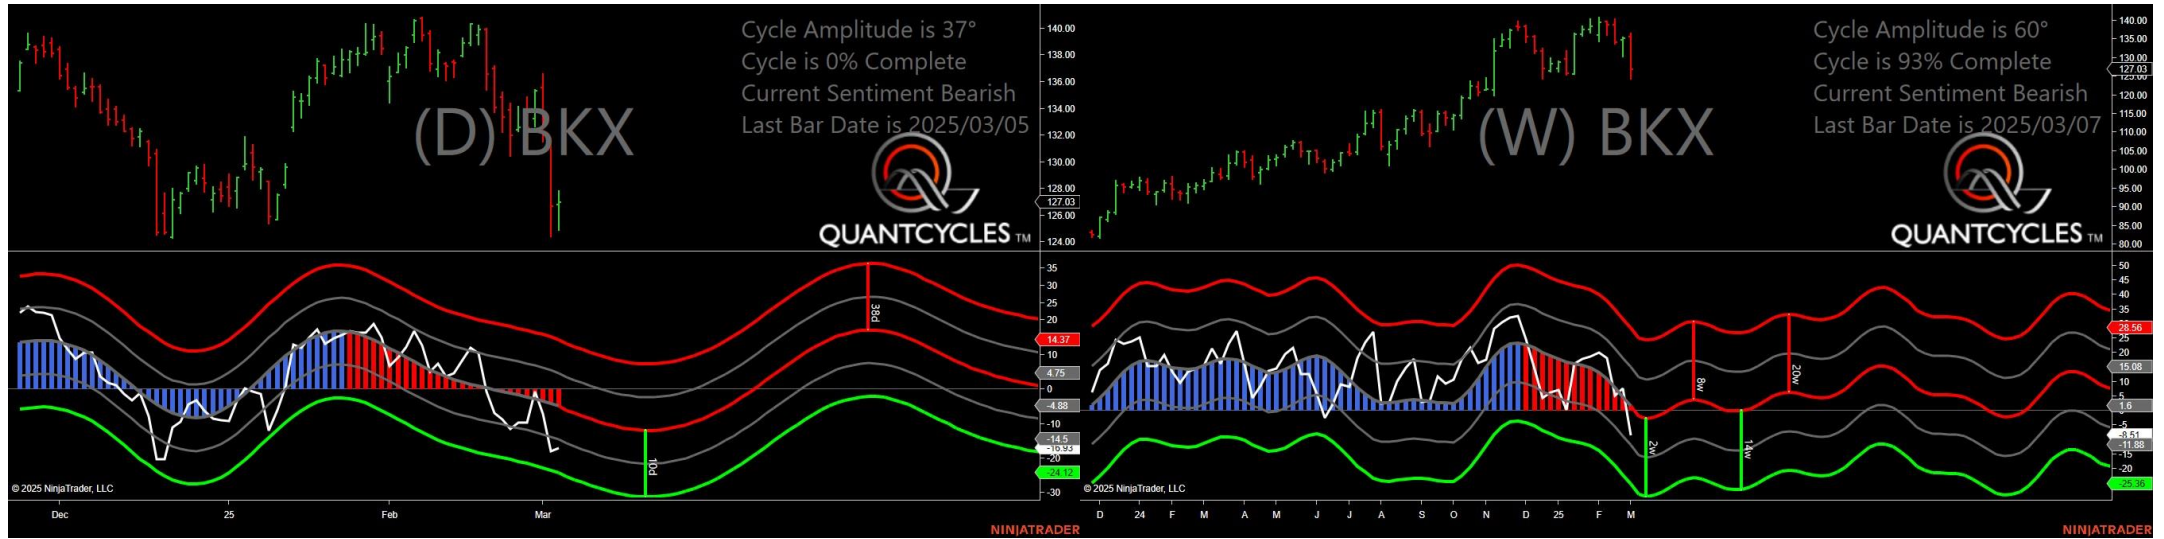 Cycle Amplitude is 37°
Cycle is 0% Complete
Current Sentiment Bearish
Last Bar Date is 2025/03/05
(D) BKX
QUANTCYCLES TM
140.00
138.00
136.00
134.00
132.00
130.00
128.00
127.03
126.00
124.00
35
30
25
20
14.37
10
4.75
0
-4.88
-10
-14.5
-16.93
-20
-24.12
-30
38d
10d
© 2025 NinjaTrader, LLC
Dec
25
Feb
Mar
NINJATRADER
Cycle Amplitude is 60°
Cycle is 93% Complete
Current Sentiment Bearish
Last Bar Date is 2025/03/07
(W) BKX
QUANTCYCLES TM
140.00
135.00
130.00
127.03
125.00
120.00
115.00
110.00
105.00
100.00
95.00
90.00
85.00
80.00
50
45
40
35
28.56
25
20
15.08
10
5
1.6
-5
-8.51
-11.88
-15
-20
-25.36
8w
20w
2w
14w
© 2025 NinjaTrader, LLC
D
24
F
M
A
M
J
J
A
S
O
N
D
25
F
M
NINJATRADER